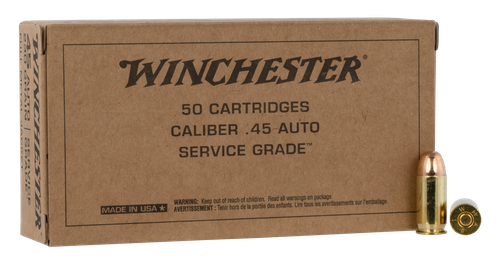 WINCHESTER
50 CARTRIDGES
CALIBER .45 AUTO
SERVICE GRADE™
WARNING: Keep out of reach of children. Read all warnings on package.
AVERTISSEMENT : Tenir hors de la portée des enfants. Lire tous les avertissements sur l'emballage.
MADE IN USA
WINCHESTER